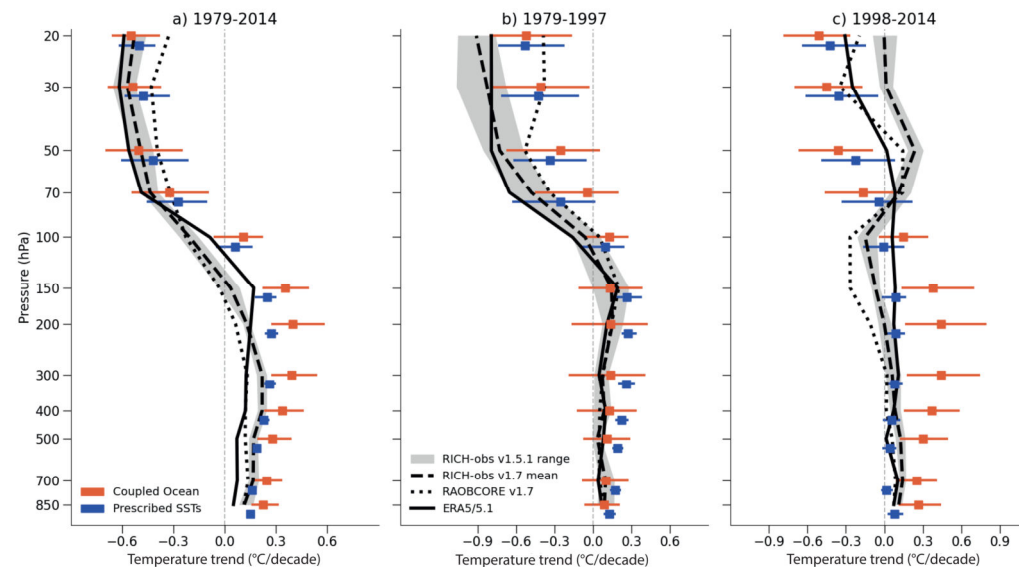 a) 1979-2014
b) 1979-1997
c) 1998-2014
Pressure (hPa)
20
30
50
70
100
150
200
300
400
500
700
850
Coupled Ocean
Prescribed SSTs
−0.6 −0.3 0.0 0.3 0.6
Temperature trend (°C/decade)
RICH-obs v1.5.1 range
RICH-obs v1.7 mean
RAOBCORE v1.7
ERA5/5.1
−0.9 −0.6 −0.3 0.0 0.3 0.6
Temperature trend (°C/decade)
−0.9 −0.6 −0.3 0.0 0.3 0.6 0.9
Temperature trend (°C/decade)